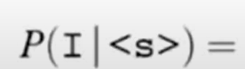 P(I|<s>) =